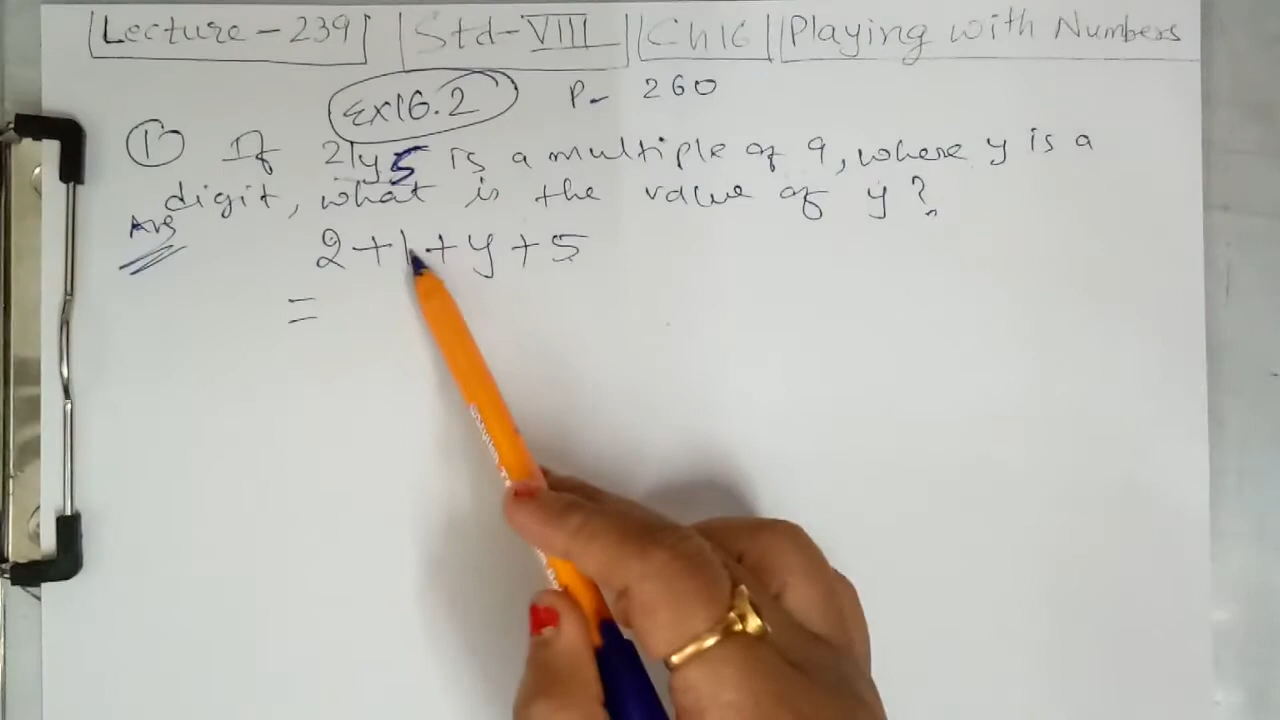 Lecture - 239 Std - VIII Ch 16 Playing with Numbers
Ex 16.2 P - 260
① If 21y5 is a multiple of 9, where y is a
digit, what is the value of y?
Ans
2 + 1 + y + 5
=